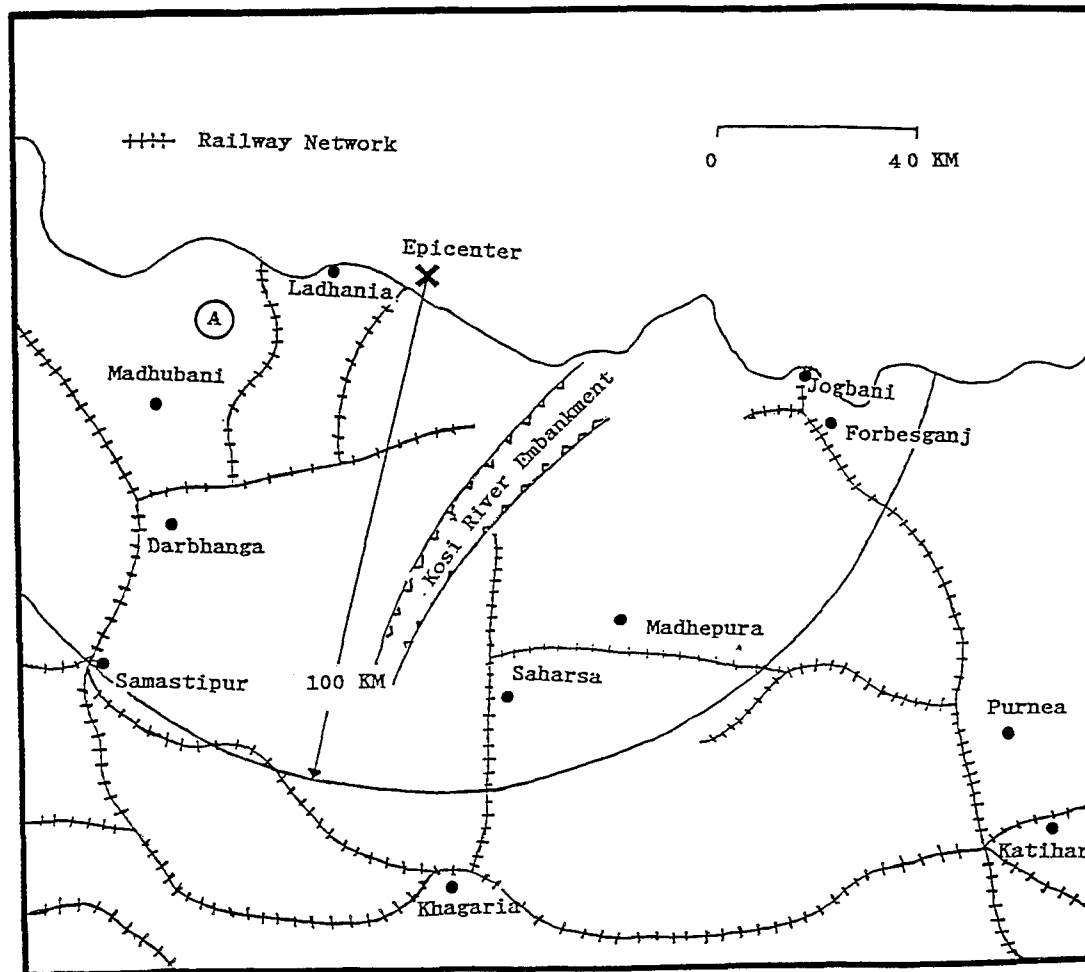 Railway Network
0 40 KM
Epicenter
Ladhania
A
Madhubani
Jogbani
Forbesganj
Kosi River Embankment
Darbhanga
Madhepura
Samastipur
100 KM
Saharsa
Purnea
Katihar
Khagaria